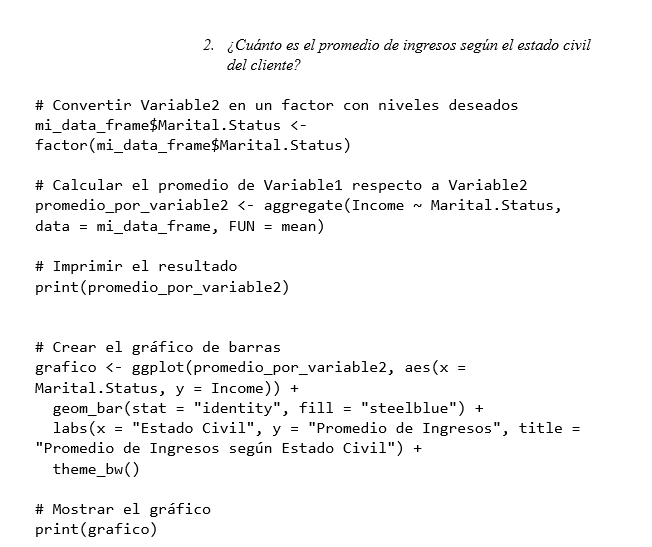 2. ¿Cuánto es el promedio de ingresos según el estado civil
del cliente?
# Convertir Variable2 en un factor con niveles deseados
mi_data_frame$Marital.Status <-
factor(mi_data_frame$Marital.Status)
# Calcular el promedio de Variable1 respecto a Variable2
promedio_por_variable2 <- aggregate(Income ~ Marital.Status,
data = mi_data_frame, FUN = mean)
# Imprimir el resultado
print(promedio_por_variable2)
# Crear el gráfico de barras
grafico <- ggplot(promedio_por_variable2, aes(x =
Marital.Status, y = Income)) +
  geom_bar(stat = "identity", fill = "steelblue") +
  labs(x = "Estado Civil", y = "Promedio de Ingresos", title =
"Promedio de Ingresos según Estado Civil") +
  theme_bw()
# Mostrar el gráfico
print(grafico)